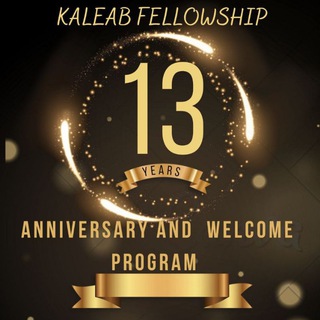 KALEAB FELLOWSHIP
13
YEARS
ANNIVERSARY AND WELCOME
PROGRAM